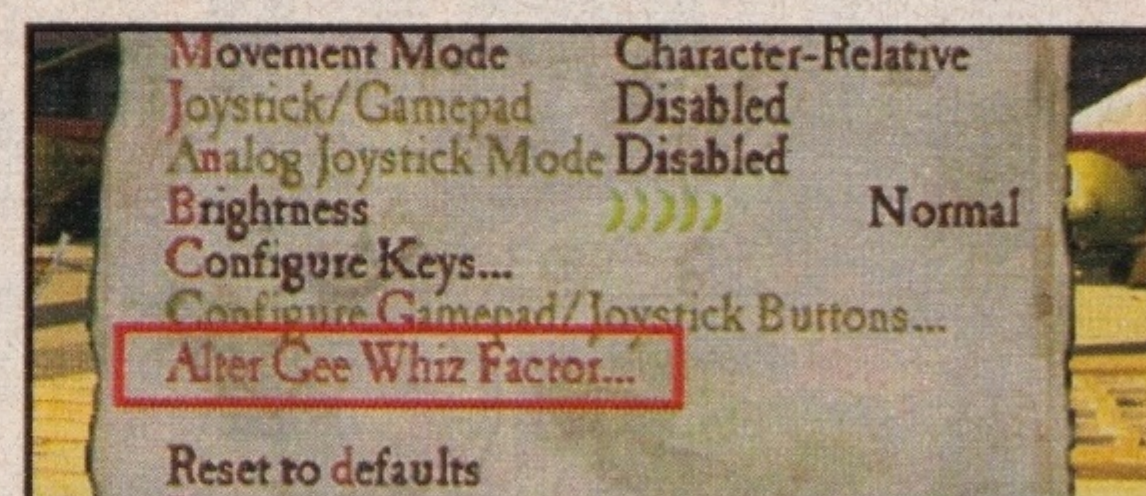 Movement Mode Character-Relative
Joystick/Gamepad Disabled
Analog Joystick Mode Disabled
Brightness Normal
Configure Keys...
Configure Gamepad/Joystick Buttons...
Alter Gee Whiz Factor...
Reset to defaults